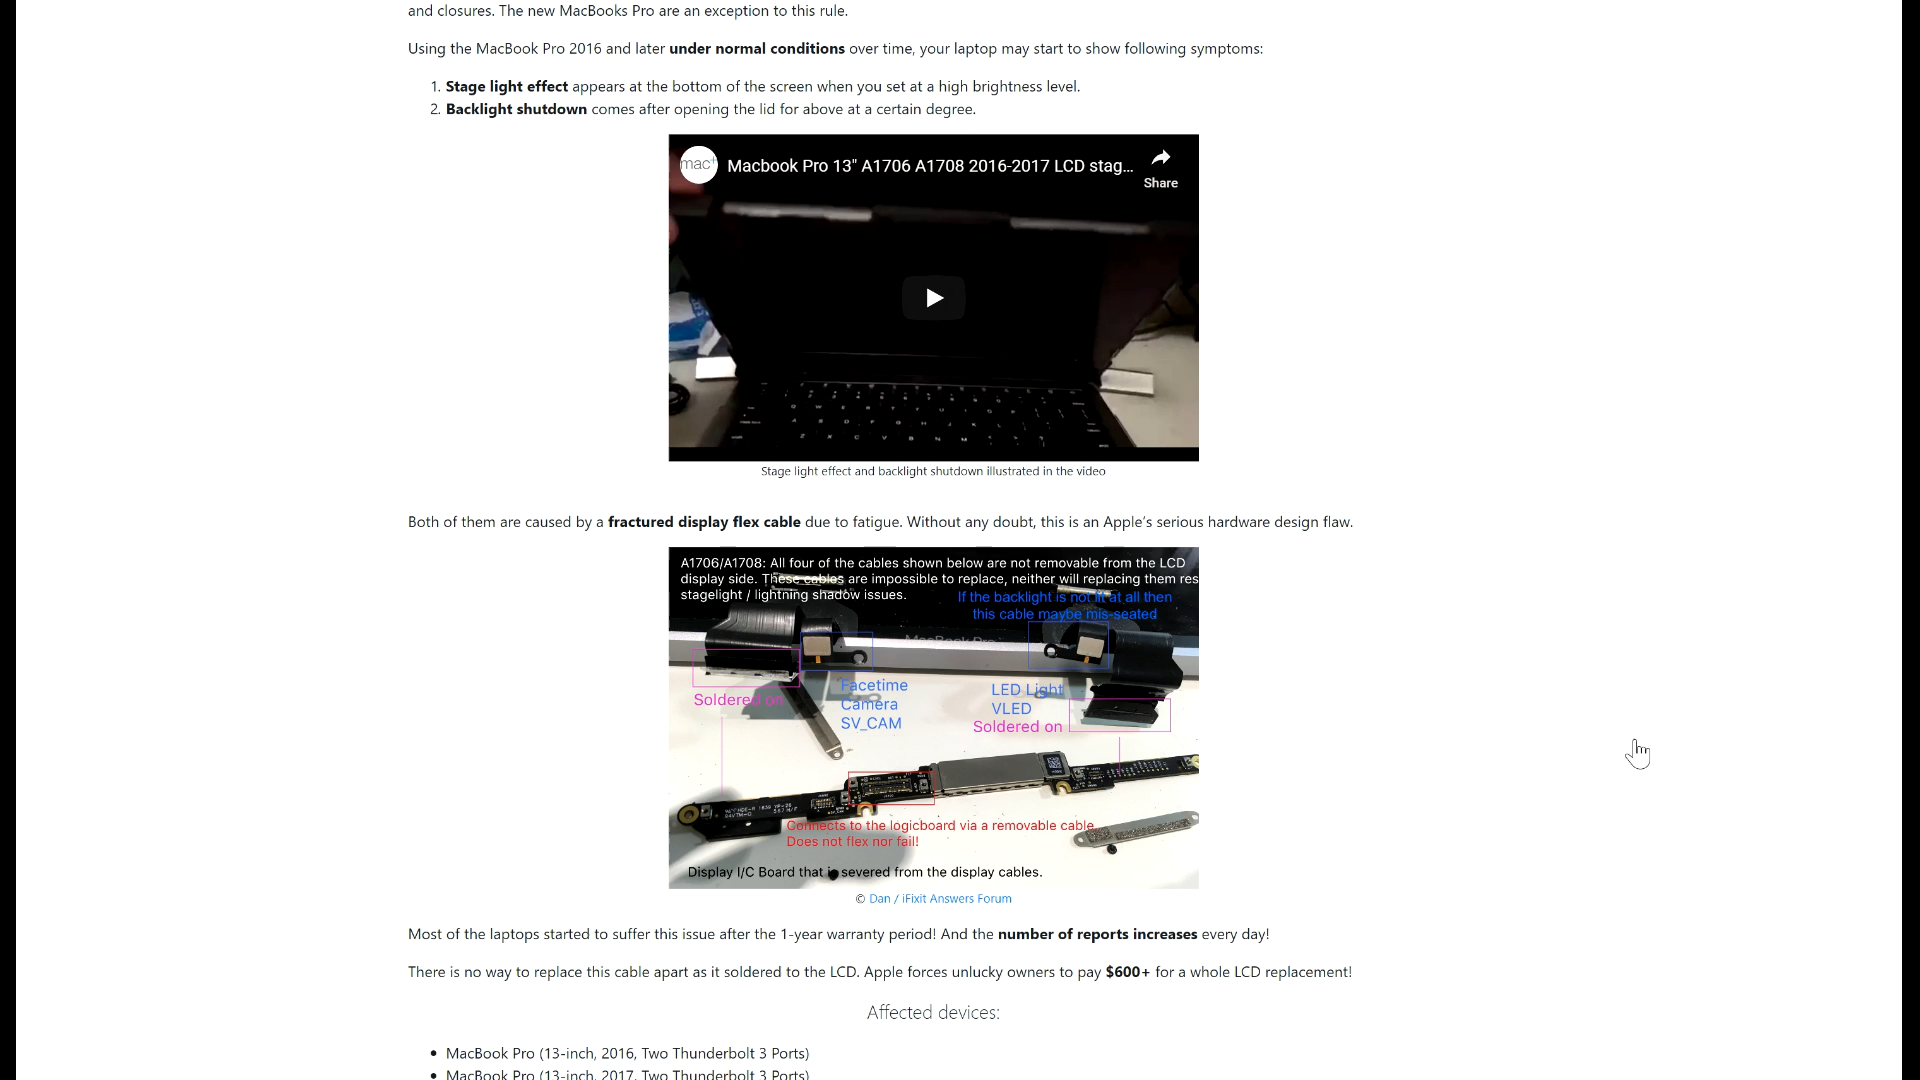 and closures. The new MacBooks Pro are an exception to this rule.
Using the MacBook Pro 2016 and later under normal conditions over time, your laptop may start to show following symptoms:
1. Stage light effect appears at the bottom of the screen when you set at a high brightness level.
2. Backlight shutdown comes after opening the lid for above at a certain degree.
mac+
Macbook Pro 13" A1706 A1708 2016-2017 LCD stag...
Share
Stage light effect and backlight shutdown illustrated in the video
Both of them are caused by a fractured display flex cable due to fatigue. Without any doubt, this is an Apple's serious hardware design flaw.
A1706/A1708: All four of the cables shown below are not removable from the LCD
display side. These cables are impossible to replace, neither will replacing them res
stagelight / lightning shadow issues.
If the backlight is not lit at all then
this cable maybe mis-seated
MacBook Pro
Soldered on
Facetime
Camera
SV_CAM
LED Light
VLED
Soldered on
Connects to the logicboard via a removable cable.
Does not flex nor fail!
Display I/C Board that is severed from the display cables.
© Dan / iFixit Answers Forum
Most of the laptops started to suffer this issue after the 1-year warranty period! And the number of reports increases every day!
There is no way to replace this cable apart as it soldered to the LCD. Apple forces unlucky owners to pay $600+ for a whole LCD replacement!
Affected devices:
• MacBook Pro (13-inch, 2016, Two Thunderbolt 3 Ports)
• MacBook Pro (13-inch, 2017, Two Thunderbolt 3 Ports)